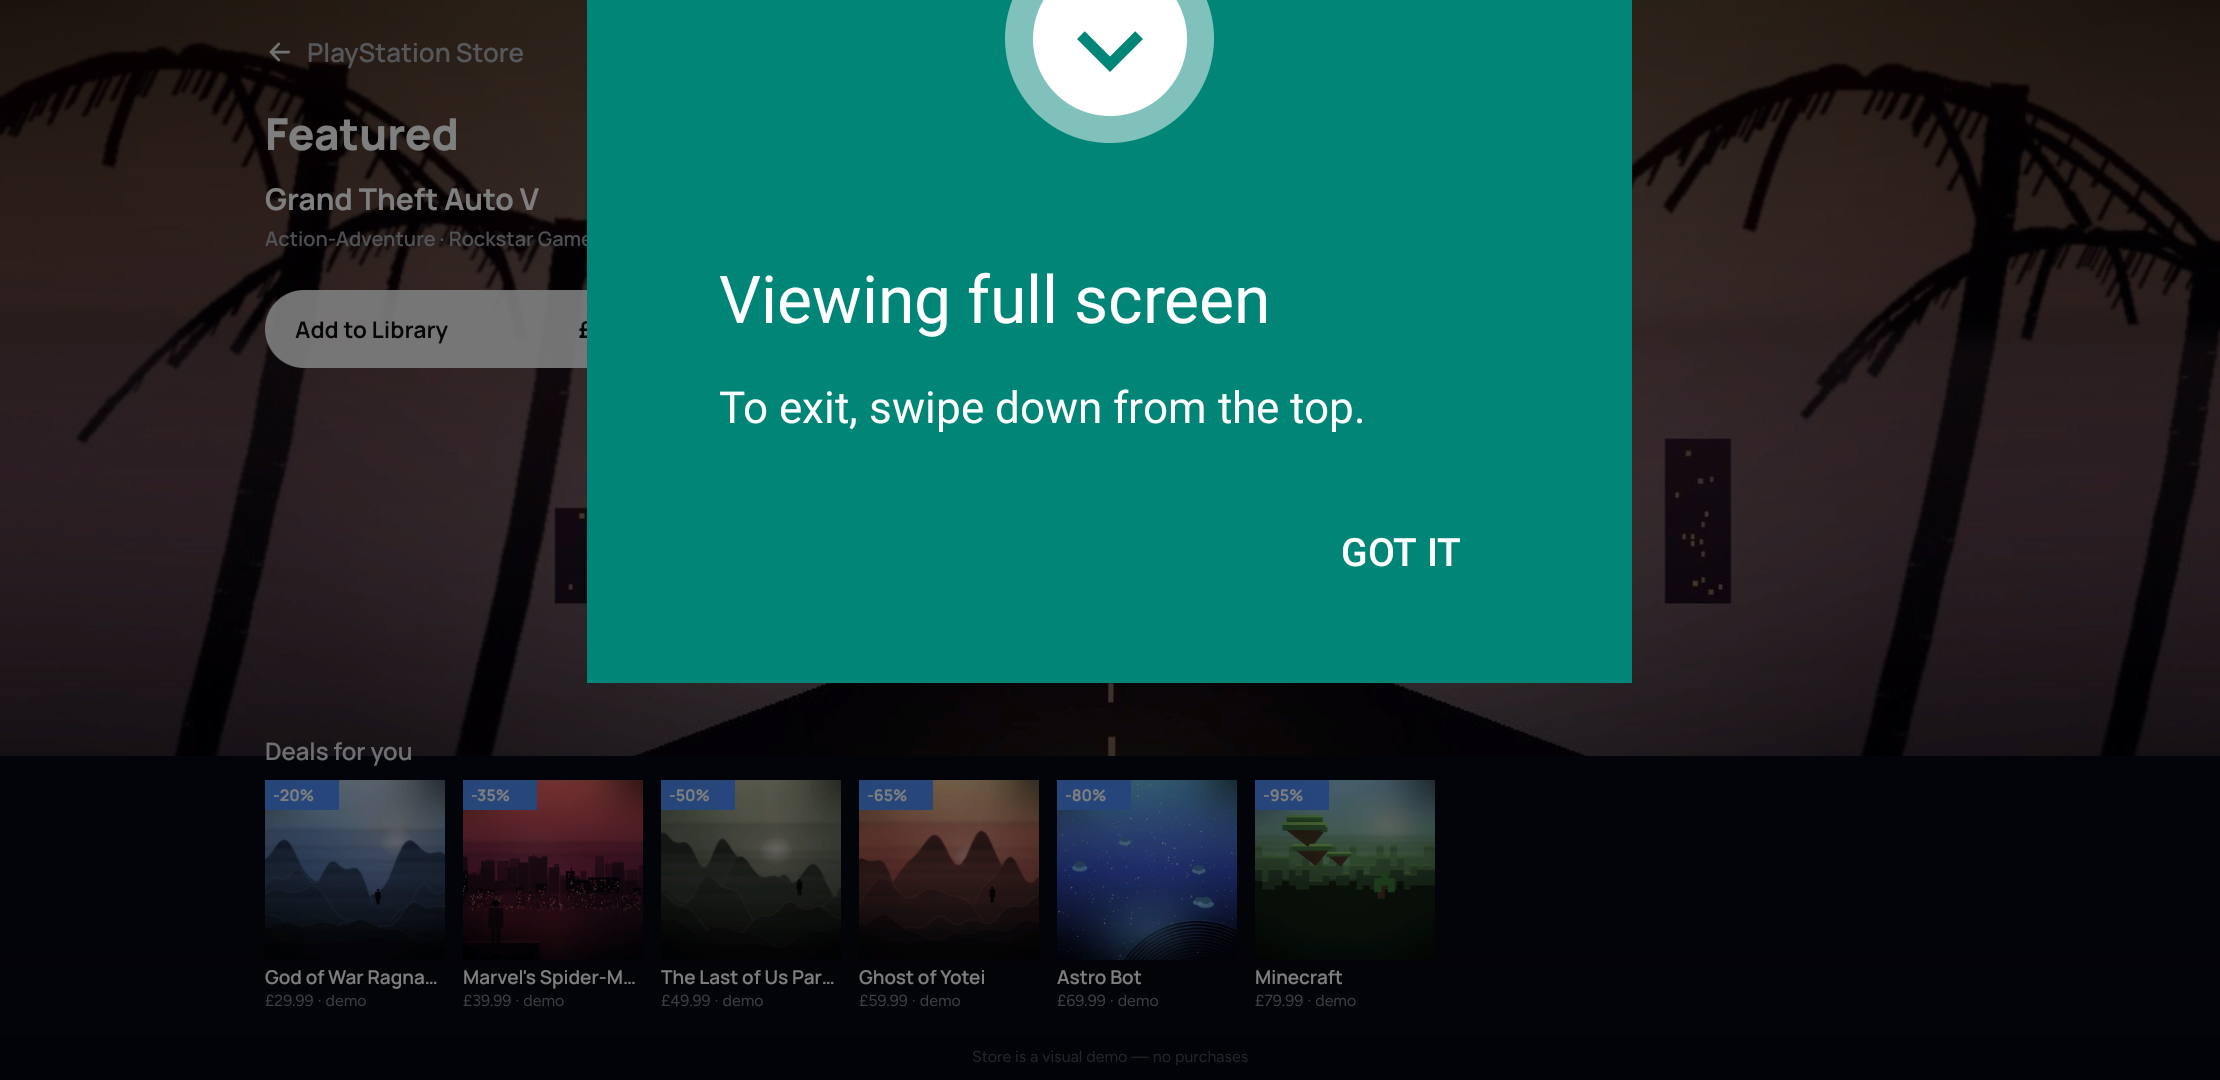 PlayStation Store
Featured
Grand Theft Auto V
Action-Adventure · Rockstar Game
Add to Library £
Viewing full screen
To exit, swipe down from the top.
GOT IT
Deals for you
-20% -35% -50% -65% -80% -95%
God of War Ragna... Marvel's Spider-M... The Last of Us Par... Ghost of Yotei Astro Bot Minecraft
£29.99 · demo £39.99 · demo £49.99 · demo £59.99 · demo £69.99 · demo £79.99 · demo
Store is a visual demo — no purchases